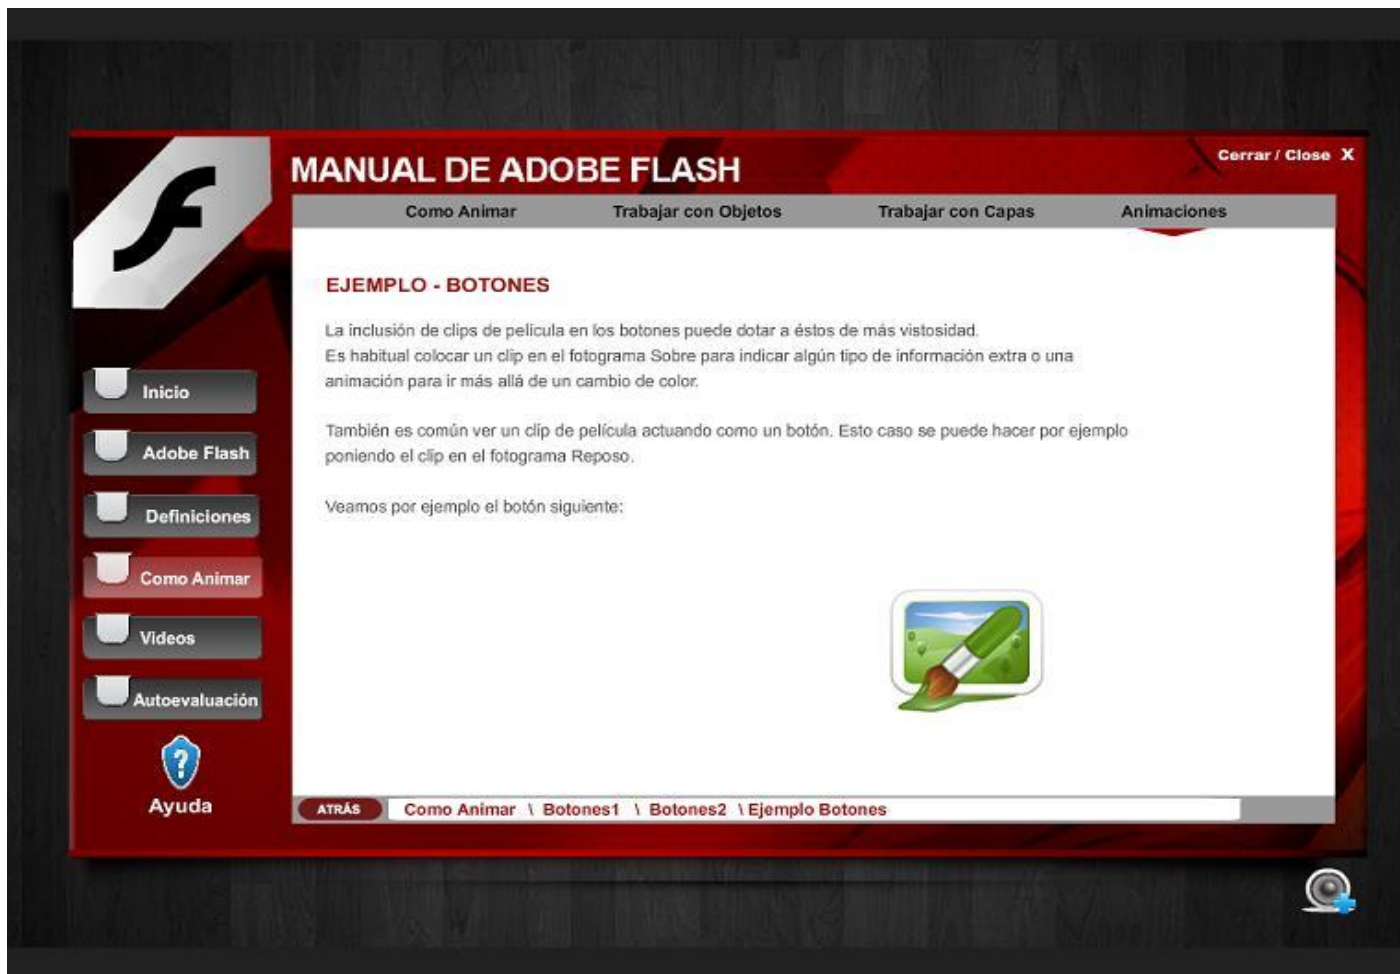 MANUAL DE ADOBE FLASH
Cerrar / Close X
Como Animar Trabajar con Objetos Trabajar con Capas Animaciones
EJEMPLO - BOTONES
La inclusión de clips de película en los botones puede dotar a éstos de más vistosidad.
Es habitual colocar un clip en el fotograma Sobre para indicar algún tipo de información extra o una
animación para ir más allá de un cambio de color.
También es común ver un clip de película actuando como un botón. Esto caso se puede hacer por ejemplo
poniendo el clip en el fotograma Reposo.
Veamos por ejemplo el botón siguiente:
Inicio
Adobe Flash
Definiciones
Como Animar
Videos
Autoevaluación
?
Ayuda
ATRÁS Como Animar \ Botones1 \ Botones2 \ Ejemplo Botones